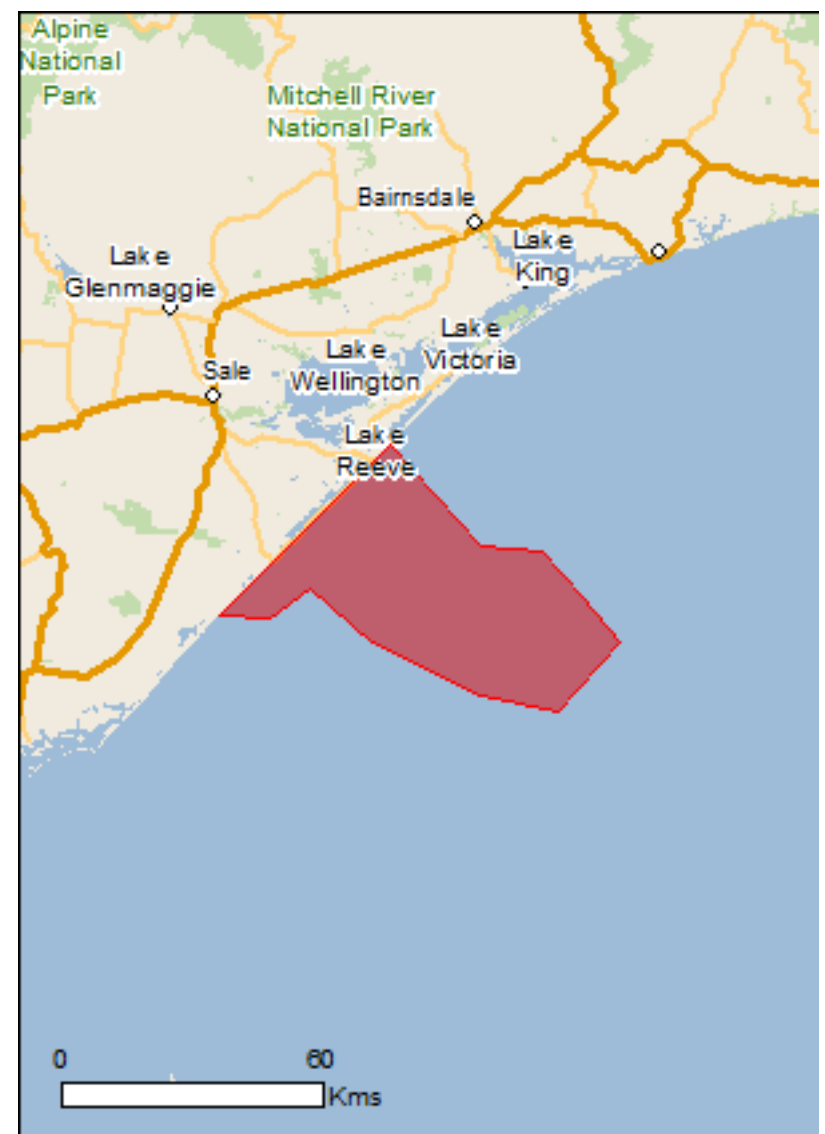 Alpine
National
Park
Mitchell River
National Park
Bairnsdale
Lake
King
Lake
Glenmaggie
Lake
Victoria
Lake
Wellington
Sale
Lake
Reeve
0
60
Kms